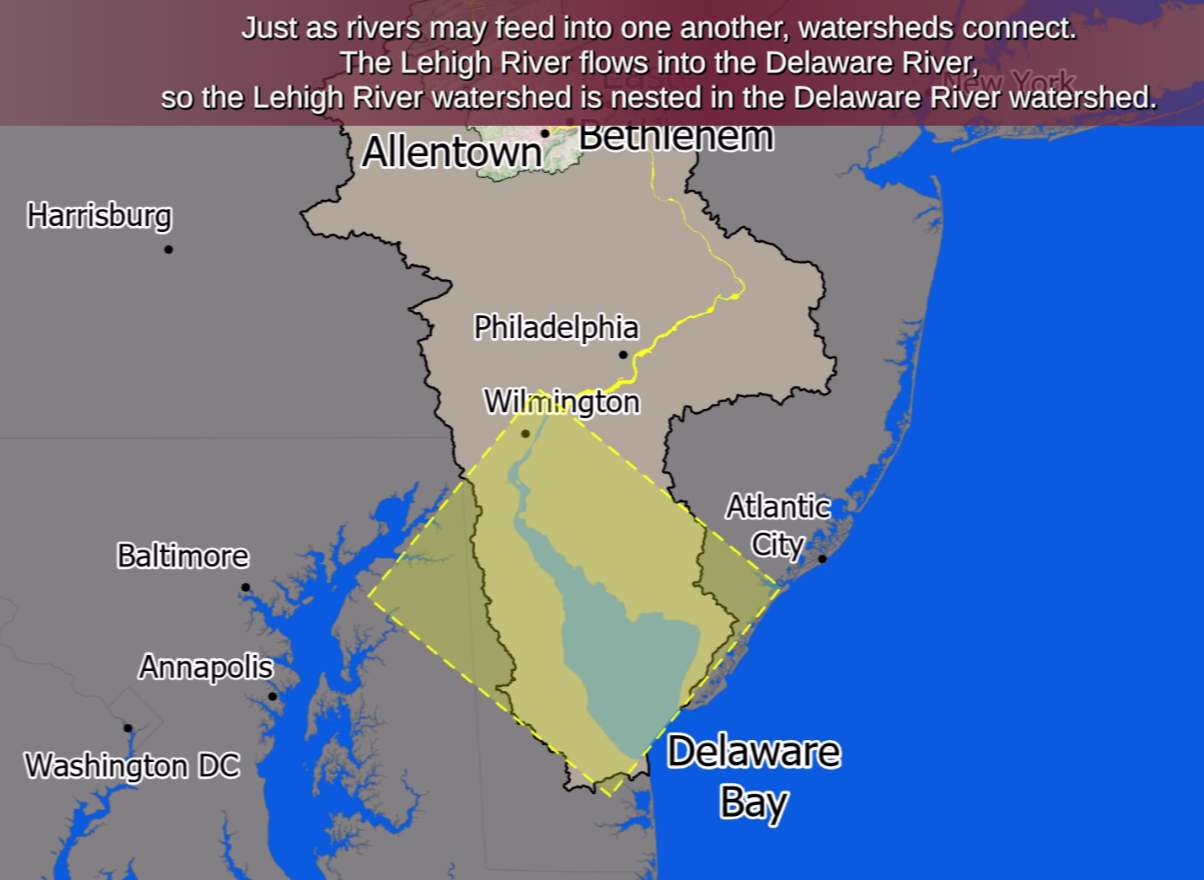 Just as rivers may feed into one another, watersheds connect.
The Lehigh River flows into the Delaware River,
so the Lehigh River watershed is nested in the Delaware River watershed.
New York
Allentown
Bethlehem
Harrisburg
Philadelphia
Wilmington
Atlantic
City
Baltimore
Annapolis
Washington DC
Delaware
Bay